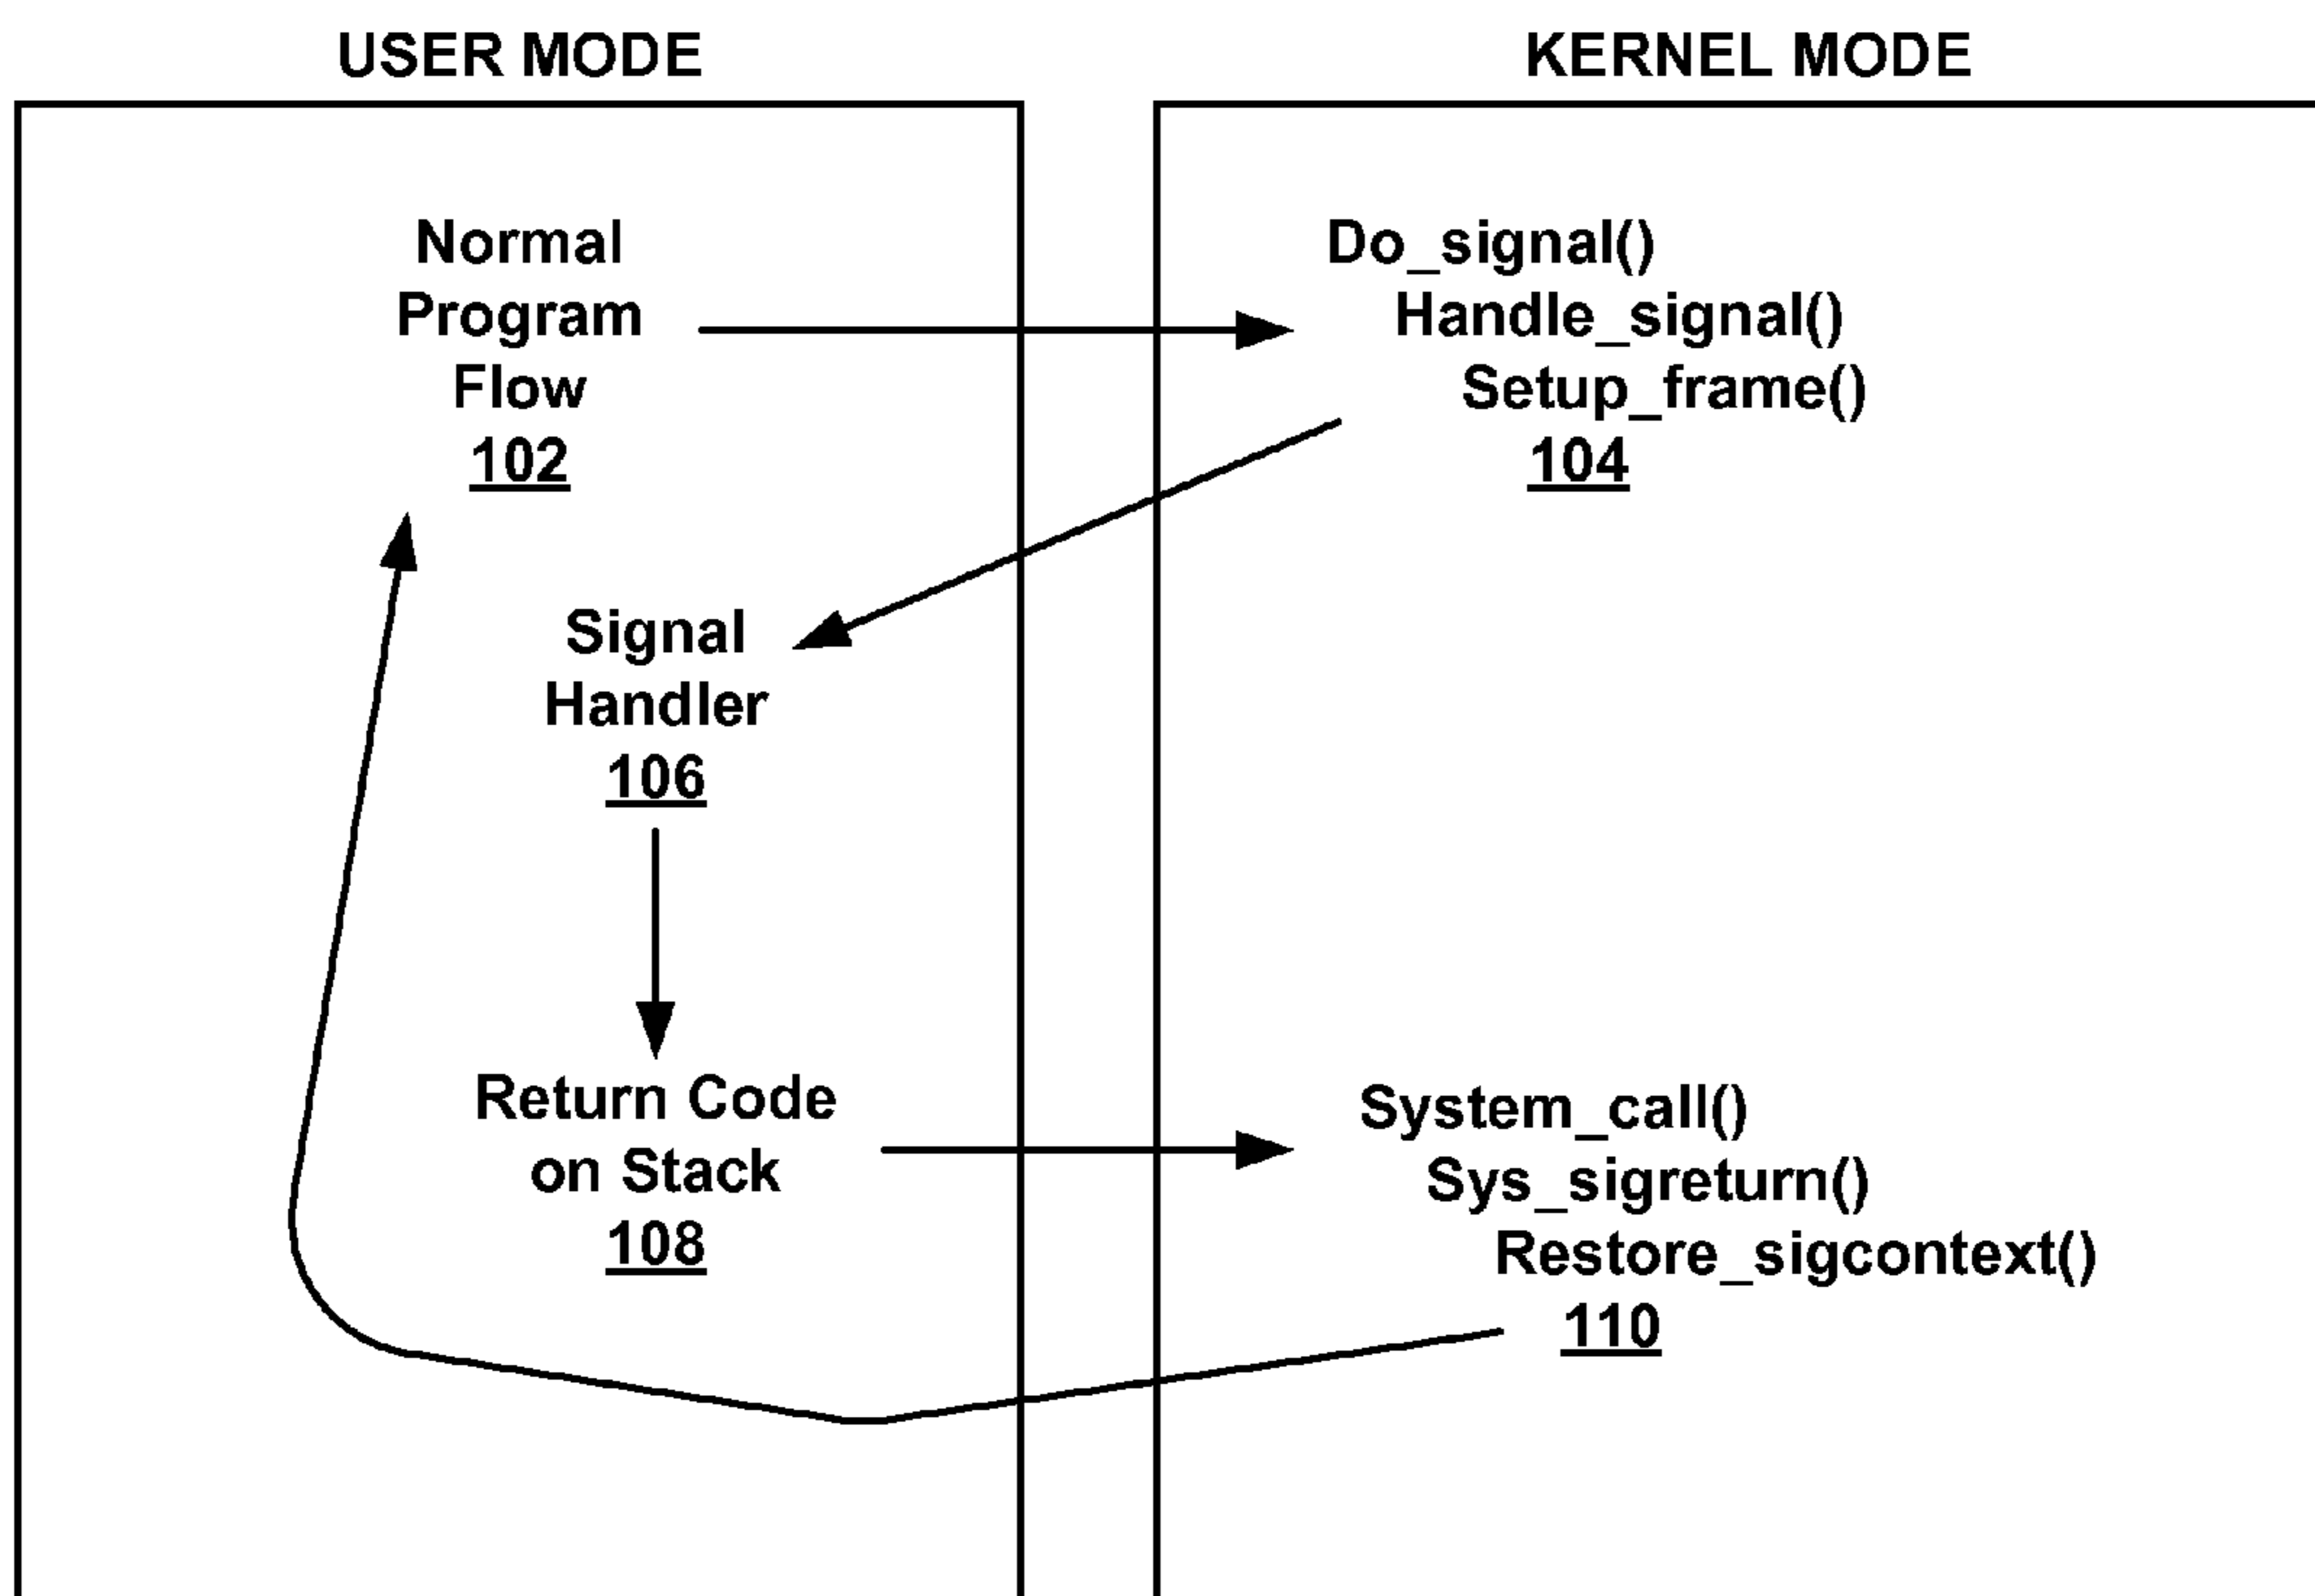 USER MODE
KERNEL MODE
Normal
Program
Flow
102
Do_signal()
Handle_signal()
Setup_frame()
104
Signal
Handler
106
Return Code
on Stack
108
System_call()
Sys_sigreturn()
Restore_sigcontext()
110